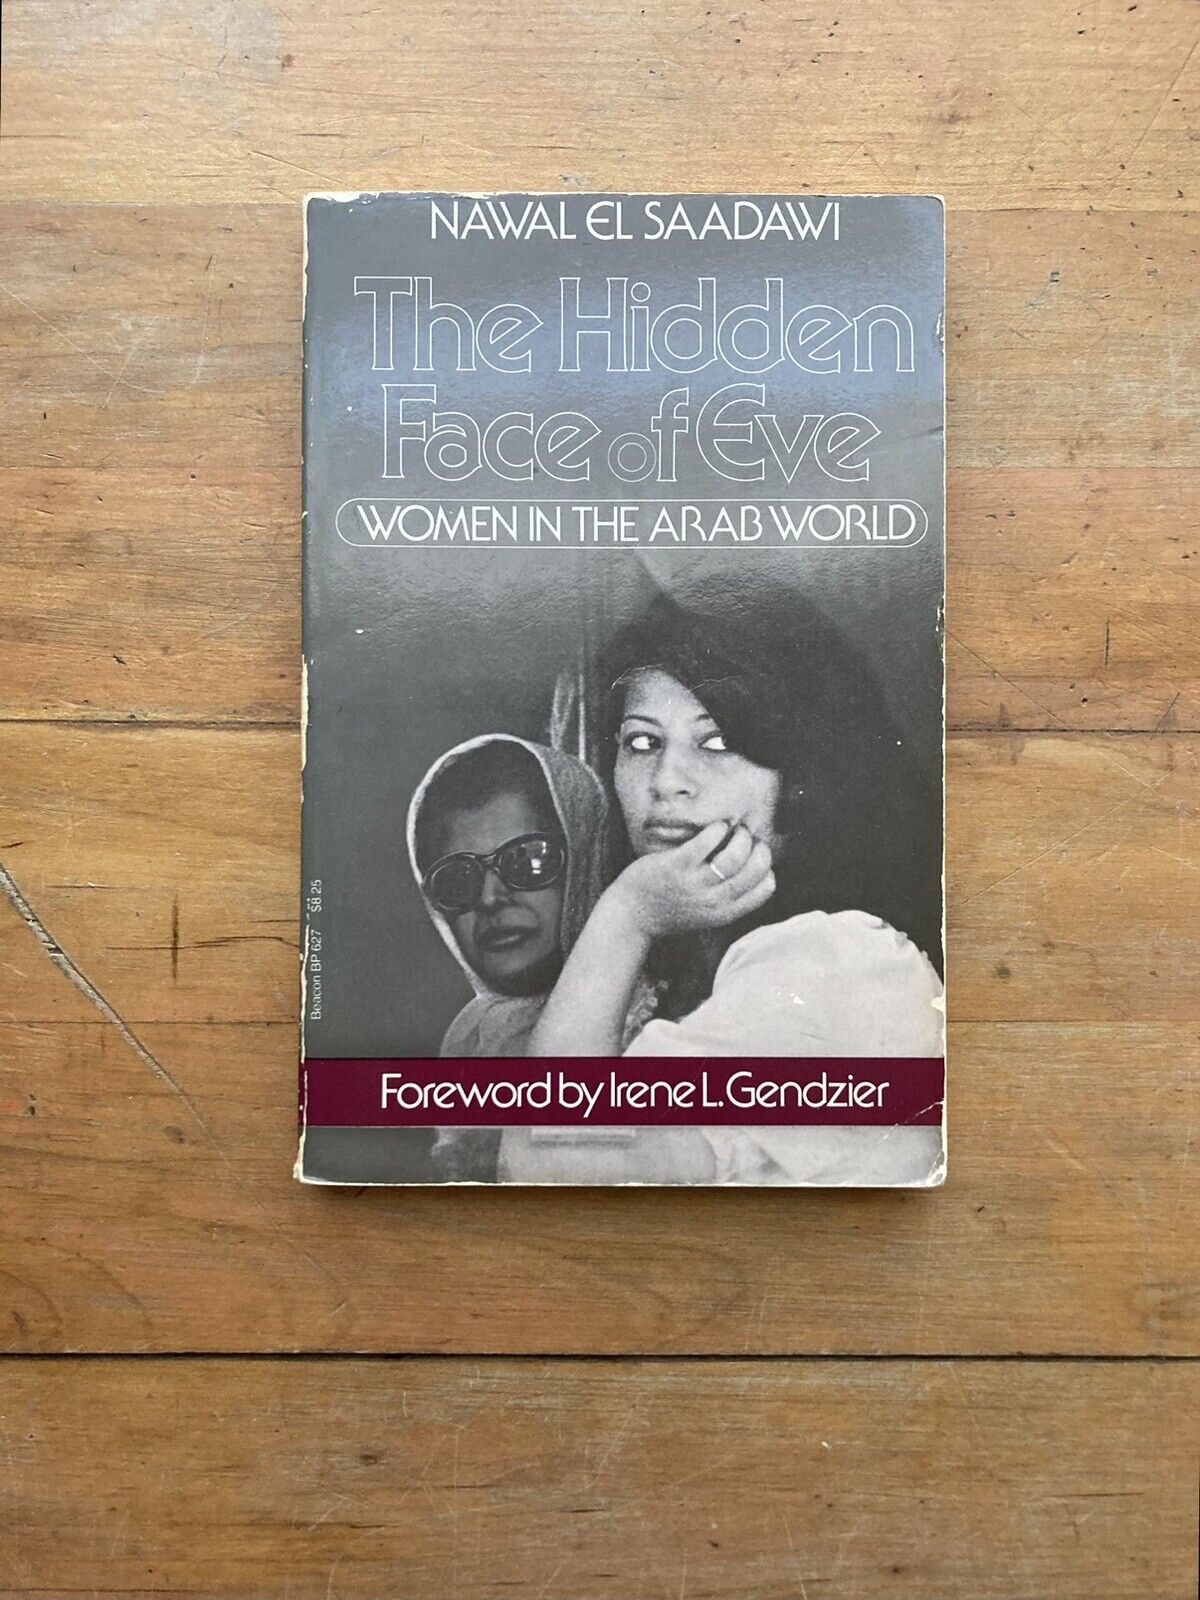 NAWAL EL SAADAWI
The Hidden
Face of Eve
WOMEN IN THE ARAB WORLD
Beacon BP 627 $8.25
Foreword by Irene L. Gendzier